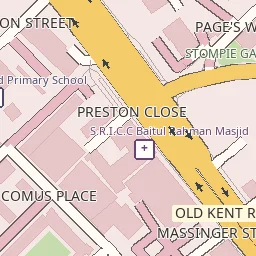 ON STREET
PAGE'S W
STOMPIE GA
d Primary School
PRESTON CLOSE
S.R.I.C.C Baitul Rahman Masjid
COMUS PLACE
OLD KENT R
MASSINGER ST